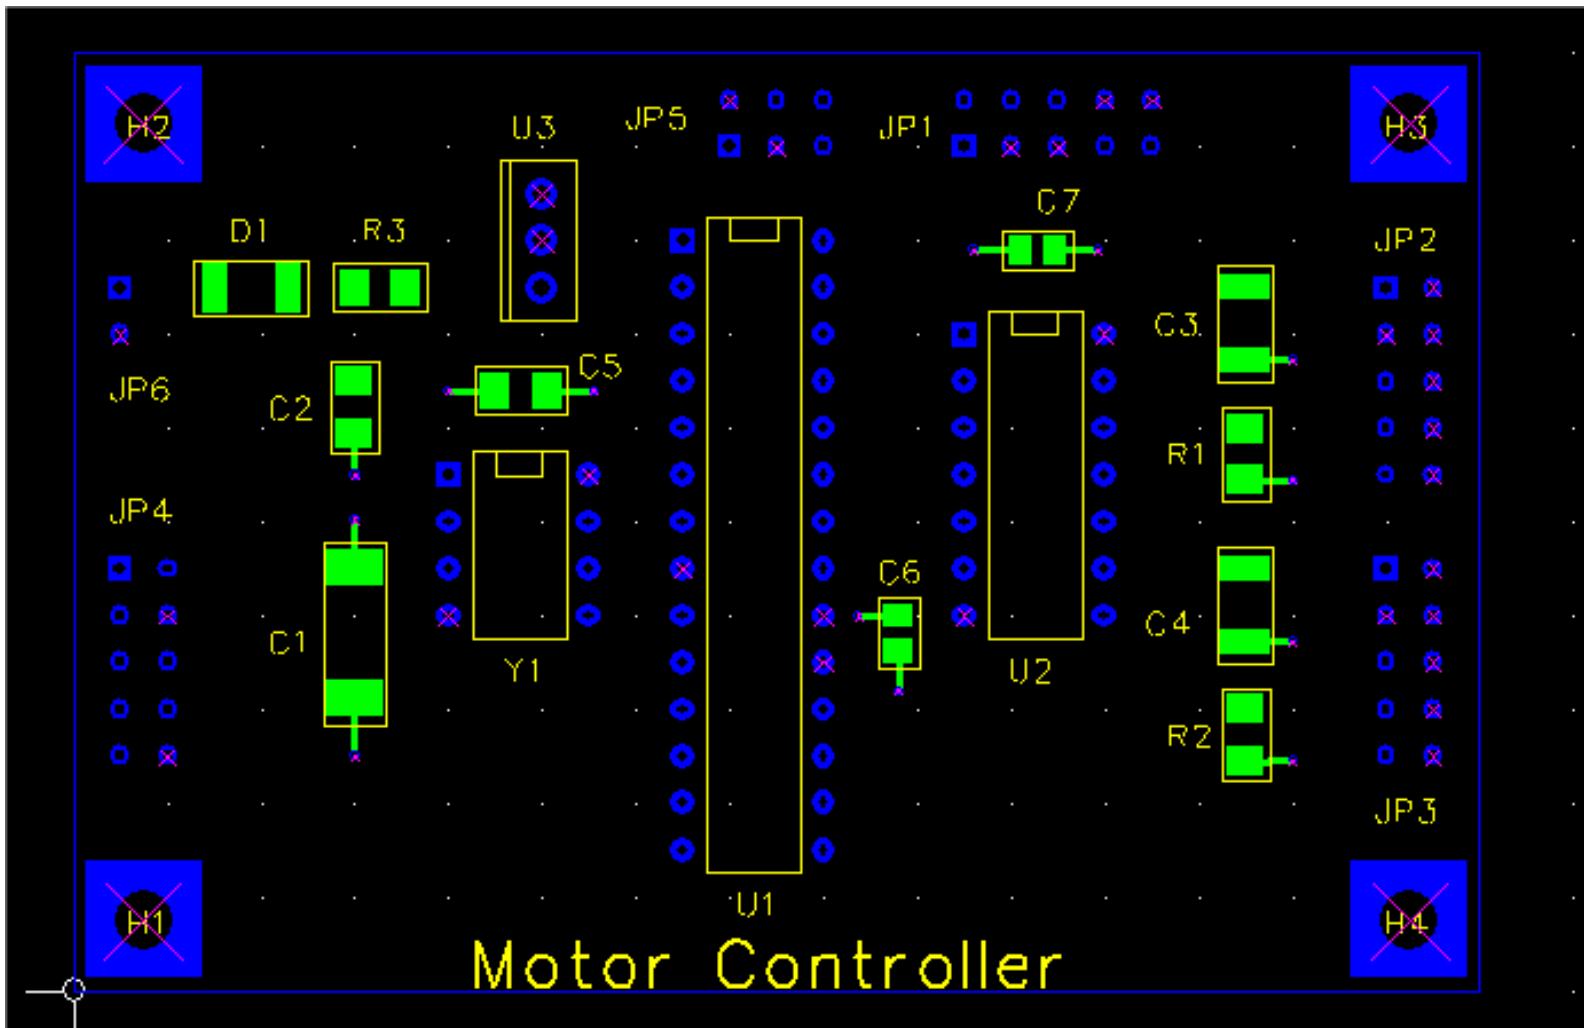 H2
U3
JP5
JP1
H3
C7
D1
R3
JP2
C3
C5
JP6
C2
R1
JP4
C6
C1
C4
Y1
U2
R2
JP3
U1
H1
H4
Motor Controller